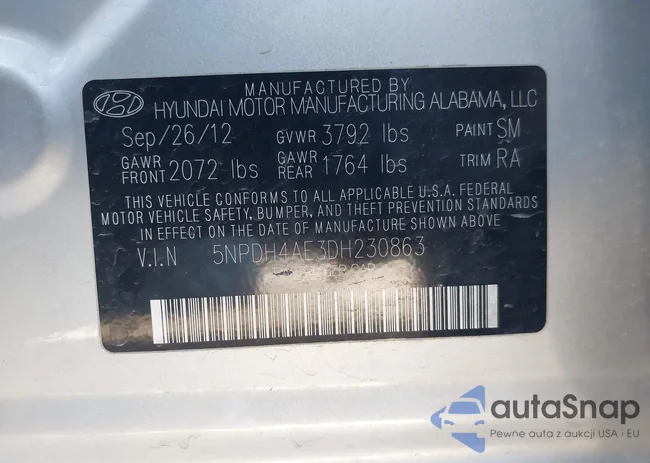 MANUFACTURED BY
HYUNDAI MOTOR MANUFACTURING ALABAMA, LLC
Sep/26/12 GVWR 3792 lbs PAINT SM
GAWR FRONT 2072 lbs GAWR REAR 1764 lbs TRIM RA
THIS VEHICLE CONFORMS TO ALL APPLICABLE U.S.A. FEDERAL
MOTOR VEHICLE SAFETY, BUMPER, AND THEFT PREVENTION STANDARDS
IN EFFECT ON THE DATE OF MANUFACTURE SHOWN ABOVE
V.I.N 5NPDH4AE3DH230863
autaSnap
Pewne auta z aukcji USA i EU